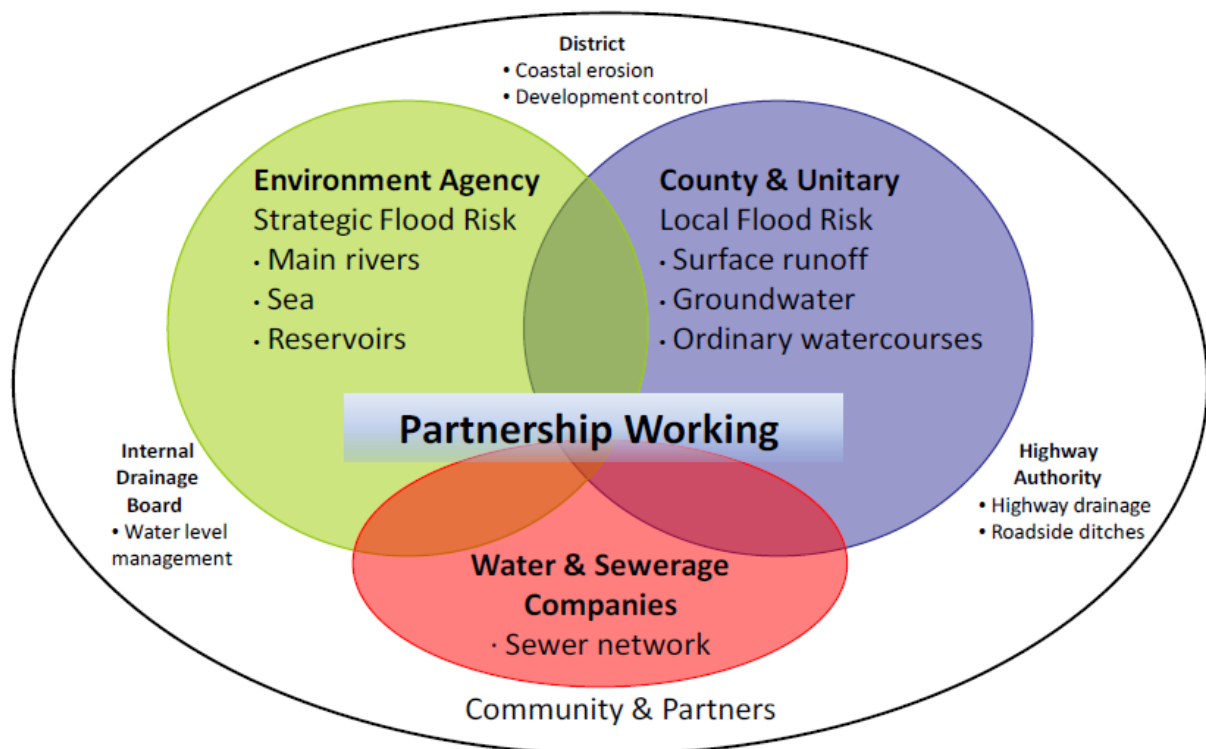 District
• Coastal erosion
• Development control
Environment Agency
Strategic Flood Risk
· Main rivers
· Sea
· Reservoirs
County & Unitary
Local Flood Risk
· Surface runoff
· Groundwater
· Ordinary watercourses
Partnership Working
Internal
Drainage
Board
• Water level
management
Highway
Authority
• Highway drainage
• Roadside ditches
Water & Sewerage
Companies
· Sewer network
Community & Partners